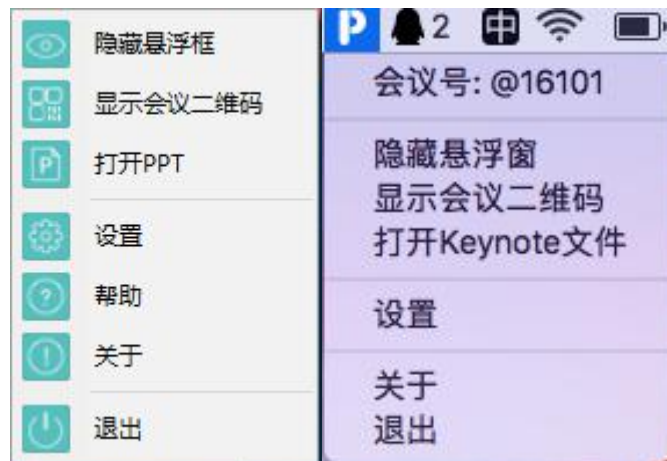 隐藏悬浮框
显示会议二维码
P
打开PPT
设置
?
帮助
!
关于
退出
P 2 中
会议号: @16101
隐藏悬浮窗
显示会议二维码
打开Keynote文件
设置
关于
退出